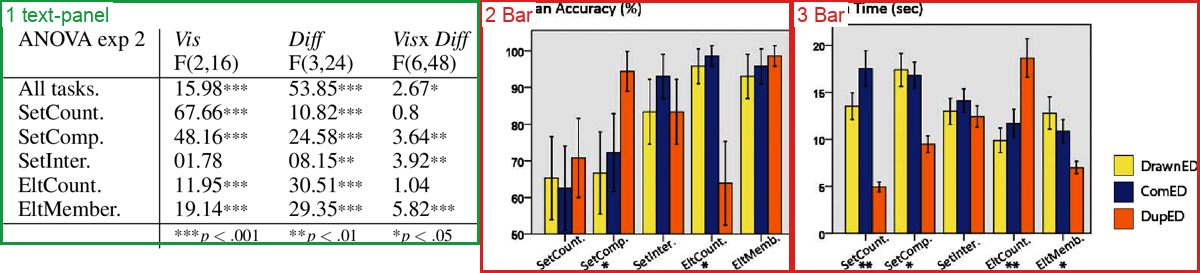 1 text-panel
ANOVA exp 2 Vis Diff Visx Diff
F(2,16) F(3,24) F(6,48)
All tasks. 15.98*** 53.85*** 2.67*
SetCount. 67.66*** 10.82*** 0.8
SetComp. 48.16*** 24.58*** 3.64**
SetInter. 01.78 08.15** 3.92**
EltCount. 11.95*** 30.51*** 1.04
EltMember. 19.14*** 29.35*** 5.82***
***p < .001 **p < .01 *p < .05
2 Bar
an Accuracy (%)
100
90
80
70
60
SetCount. SetComp. SetInter. EltCount. EltMemb.
* *
3 Bar
Time (sec)
20
15
10
5
0
SetCount. SetComp. SetInter. EltCount. EltMemb.
** * ** *
DrawnED
ComED
DupED